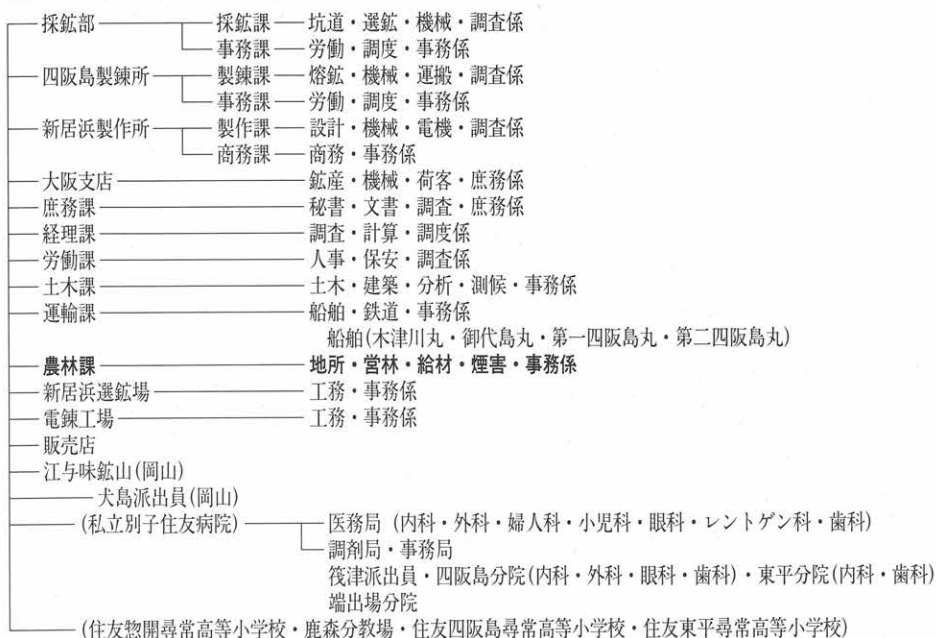 採鉱部 採鉱課 坑道・選鉱・機械・調査係
事務課 労働・調度・事務係
四阪島製錬所 製錬課 熔鉱・機械・運搬・調査係
事務課 労働・調度・事務係
新居浜製作所 製作課 設計・機械・電機・調査係
商務課 商務・事務係
大阪支店 鉱産・機械・荷客・庶務係
庶務課 秘書・文書・調査・庶務係
経理課 調査・計算・調度係
労働課 人事・保安・調査係
土木課 土木・建築・分析・測候・事務係
運輸課 船舶・鉄道・事務係
船舶(木津川丸・御代島丸・第一四阪島丸・第二四阪島丸)
農林課 地所・営林・給材・煙害・事務係
新居浜選鉱場 工務・事務係
電錬工場 工務・事務係
販売店
江与味鉱山(岡山)
犬島派出員(岡山)
(私立別子住友病院) 医務局 (内科・外科・婦人科・小児科・眼科・レントゲン科・歯科)
調剤局・事務局
筏津派出員・四阪島分院(内科・外科・眼科・歯科)・東平分院(内科・歯科)
端出場分院
(住友惣開尋常高等小学校・鹿森分教場・住友四阪島尋常高等小学校・住友東平尋常高等小学校)